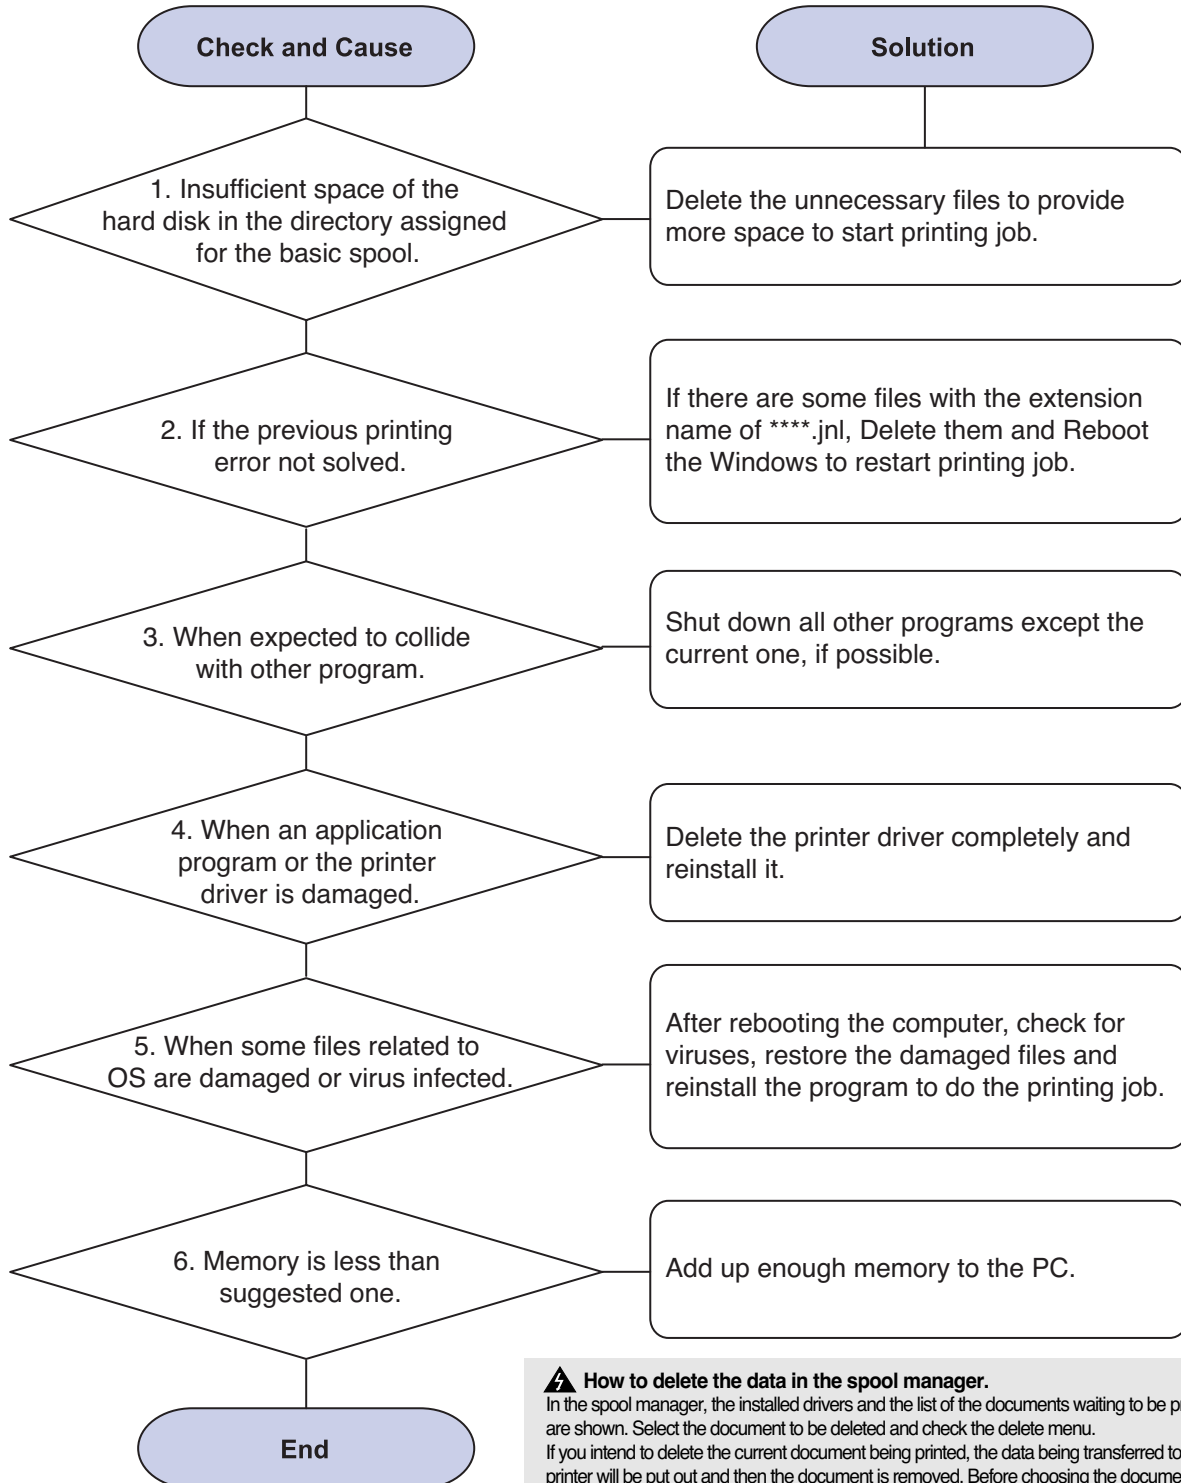 Check and Cause
Solution
1. Insufficient space of the
hard disk in the directory assigned
for the basic spool.
Delete the unnecessary files to provide
more space to start printing job.
2. If the previous printing
error not solved.
If there are some files with the extension
name of ****.jnl, Delete them and Reboot
the Windows to restart printing job.
3. When expected to collide
with other program.
Shut down all other programs except the
current one, if possible.
4. When an application
program or the printer
driver is damaged.
Delete the printer driver completely and
reinstall it.
5. When some files related to
OS are damaged or virus infected.
After rebooting the computer, check for
viruses, restore the damaged files and
reinstall the program to do the printing job.
6. Memory is less than
suggested one.
Add up enough memory to the PC.
End
How to delete the data in the spool manager.
In the spool manager, the installed drivers and the list of the documents waiting to be
are shown. Select the document to be deleted and check the delete menu.
If you intend to delete the current document being printed, the data being transferred to
printer will be put out and then the document is removed. Before choosing the